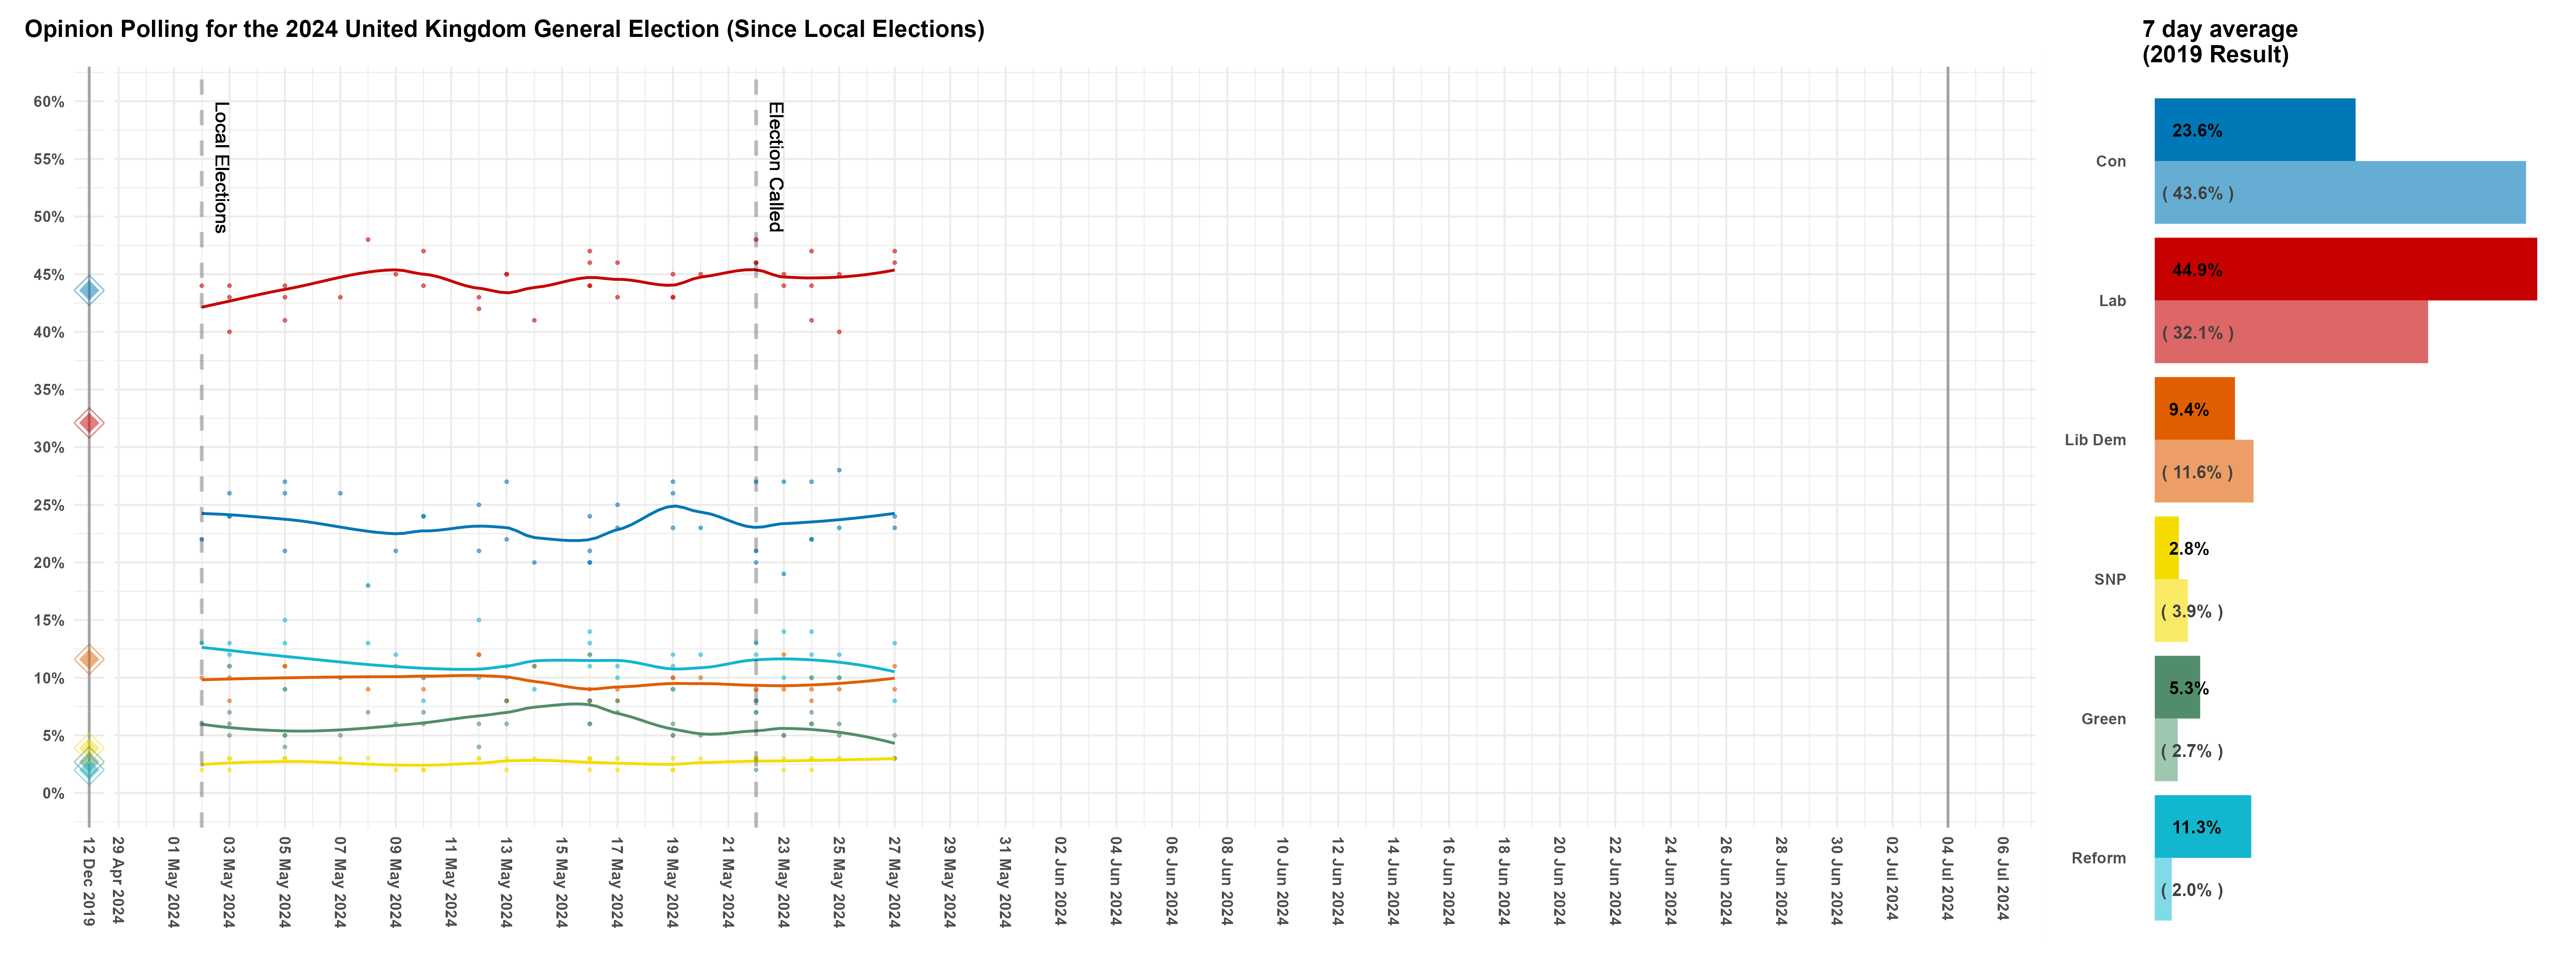 Opinion Polling for the 2024 United Kingdom General Election (Since Local Elections)
60%
55%
50%
45%
40%
35%
30%
25%
20%
15%
10%
5%
0%
Local Elections
Election Called
12 Dec 2019
29 Apr 2024
01 May 2024
03 May 2024
05 May 2024
07 May 2024
09 May 2024
11 May 2024
13 May 2024
15 May 2024
17 May 2024
19 May 2024
21 May 2024
23 May 2024
25 May 2024
27 May 2024
29 May 2024
31 May 2024
02 Jun 2024
04 Jun 2024
06 Jun 2024
08 Jun 2024
10 Jun 2024
12 Jun 2024
14 Jun 2024
16 Jun 2024
18 Jun 2024
20 Jun 2024
22 Jun 2024
24 Jun 2024
26 Jun 2024
28 Jun 2024
30 Jun 2024
02 Jul 2024
04 Jul 2024
06 Jul 2024
7 day average
(2019 Result)
Con
23.6%
( 43.6% )
Lab
44.9%
( 32.1% )
Lib Dem
9.4%
( 11.6% )
SNP
2.8%
( 3.9% )
Green
5.3%
( 2.7% )
Reform
11.3%
( 2.0% )